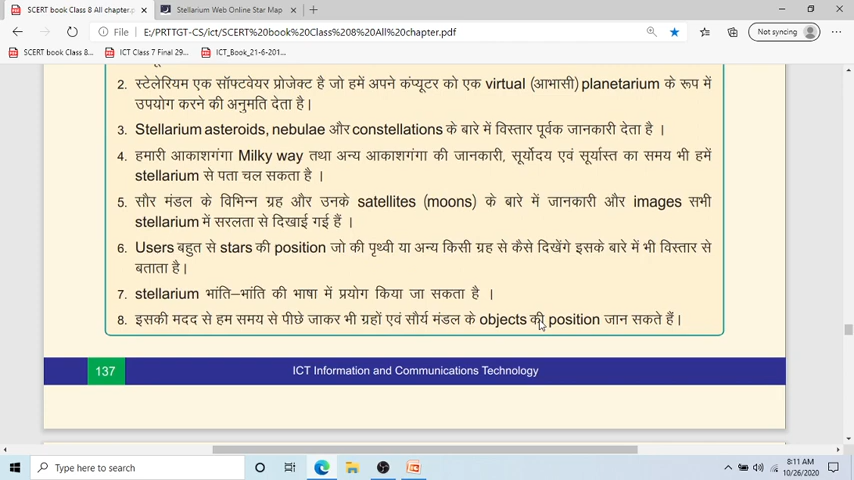 SCERT book Class 8 All chapter.p
Stellarium Web Online Star Map
File
E:/PRTTGT-CS/ict/SCERT%20book%20Class%208%20All%20chapter.pdf
Not syncing
SCERT book Class 8...
ICT Class 7 Final 29...
ICT_Book_21-6-201...
2. स्टेलेरियम एक सॉफ्टवेयर प्रोजेक्ट है जो हमें अपने कंप्यूटर को एक virtual (आभासी) planetarium के रूप में
उपयोग करने की अनुमति देता है।
3. Stellarium asteroids, nebulae और constellations के बारे में विस्तार पूर्वक जानकारी देता है ।
4. हमारी आकाशगंगा Milky way तथा अन्य आकाशगंगा की जानकारी, सूर्योदय एवं सूर्यास्त का समय भी हमें
stellarium से पता चल सकता है ।
5. सौर मंडल के विभिन्न ग्रह और उनके satellites (moons) के बारे में जानकारी और images सभी
stellarium में सरलता से दिखाई गई हैं ।
6. Users बहुत से stars की position जो की पृथ्वी या अन्य किसी ग्रह से कैसे दिखेंगे इसके बारे में भी विस्तार से
बताता है।
7. stellarium भांति–भांति की भाषा में प्रयोग किया जा सकता है ।
8. इसकी मदद से हम समय से पीछे जाकर भी ग्रहों एवं सौर्य मंडल के objects की position जान सकते हैं।
137
ICT Information and Communications Technology
Type here to search
8:11 AM
10/26/2020